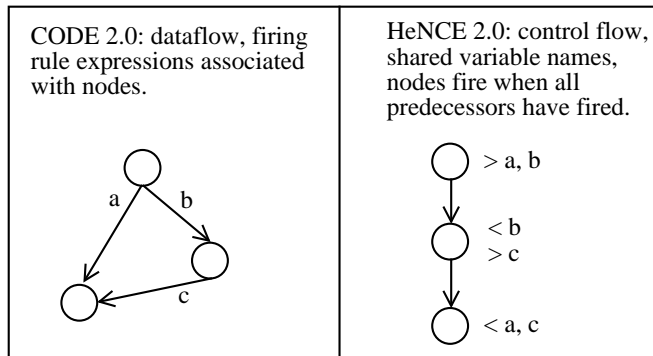 CODE 2.0: dataflow, firing
rule expressions associated
with nodes.
a
b
c
HeNCE 2.0: control flow,
shared variable names,
nodes fire when all
predecessors have fired.
> a, b
< b
> c
< a, c